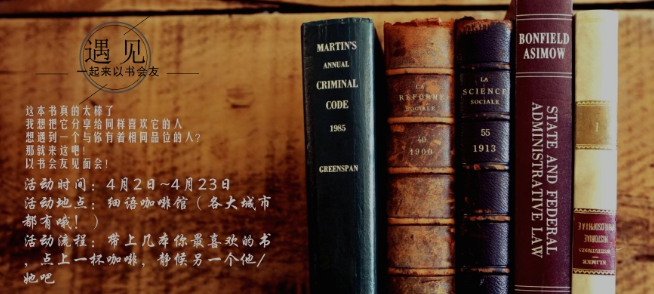 遇 见
一起来以书会友
这本书真的太棒了
我想把它分享给同样喜欢它的人
想遇到一个与你有着相同品位的人?
那就来这吧!
以书会友见面会!
活动时间：4月2日~4月23日
活动地点：细语咖啡馆（各大城市
都有哦！）
活动流程：带上几本你最喜欢的书
，点上一杯咖啡，静候另一个他/
她吧
MARTIN'S
ANNUAL
CRIMINAL
CODE
1985
GREENSPAN
LA
REFORME
SOCIALE
40
1900
LA
SCIENCE
SOCIALE
55
1913
BONFIELD
ASIMOW
STATE AND FEDERAL
ADMINISTRATIVE LAW